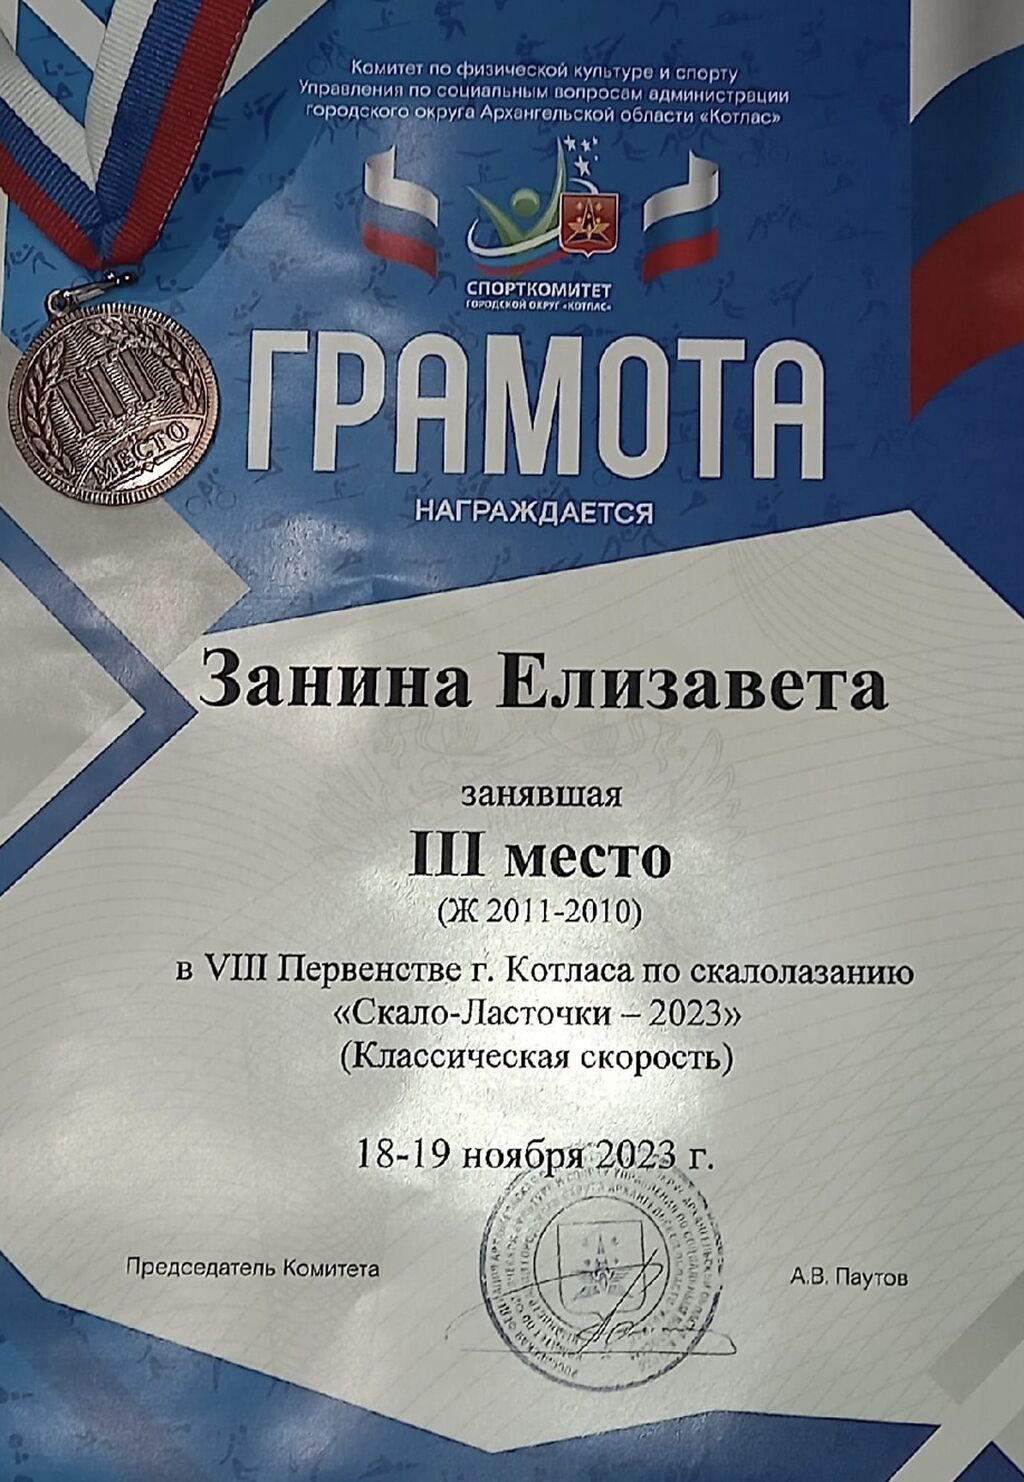 Комитет по физической культуре и спорту
Управления по социальным вопросам администрации
городского округа Архангельской области «Котлас»
СПОРТКОМИТЕТ
ГОРОДСКОЙ ОКРУГ «КОТЛАС»
ГРАМОТА
III
МЕСТО
НАГРАЖДАЕТСЯ
Занина Елизавета
занявшая
III место
(Ж 2011-2010)
в VIII Первенстве г. Котласа по скалолазанию
«Скало-Ласточки – 2023»
(Классическая скорость)
18-19 ноября 2023 г.
Председатель Комитета
А.В. Паутов